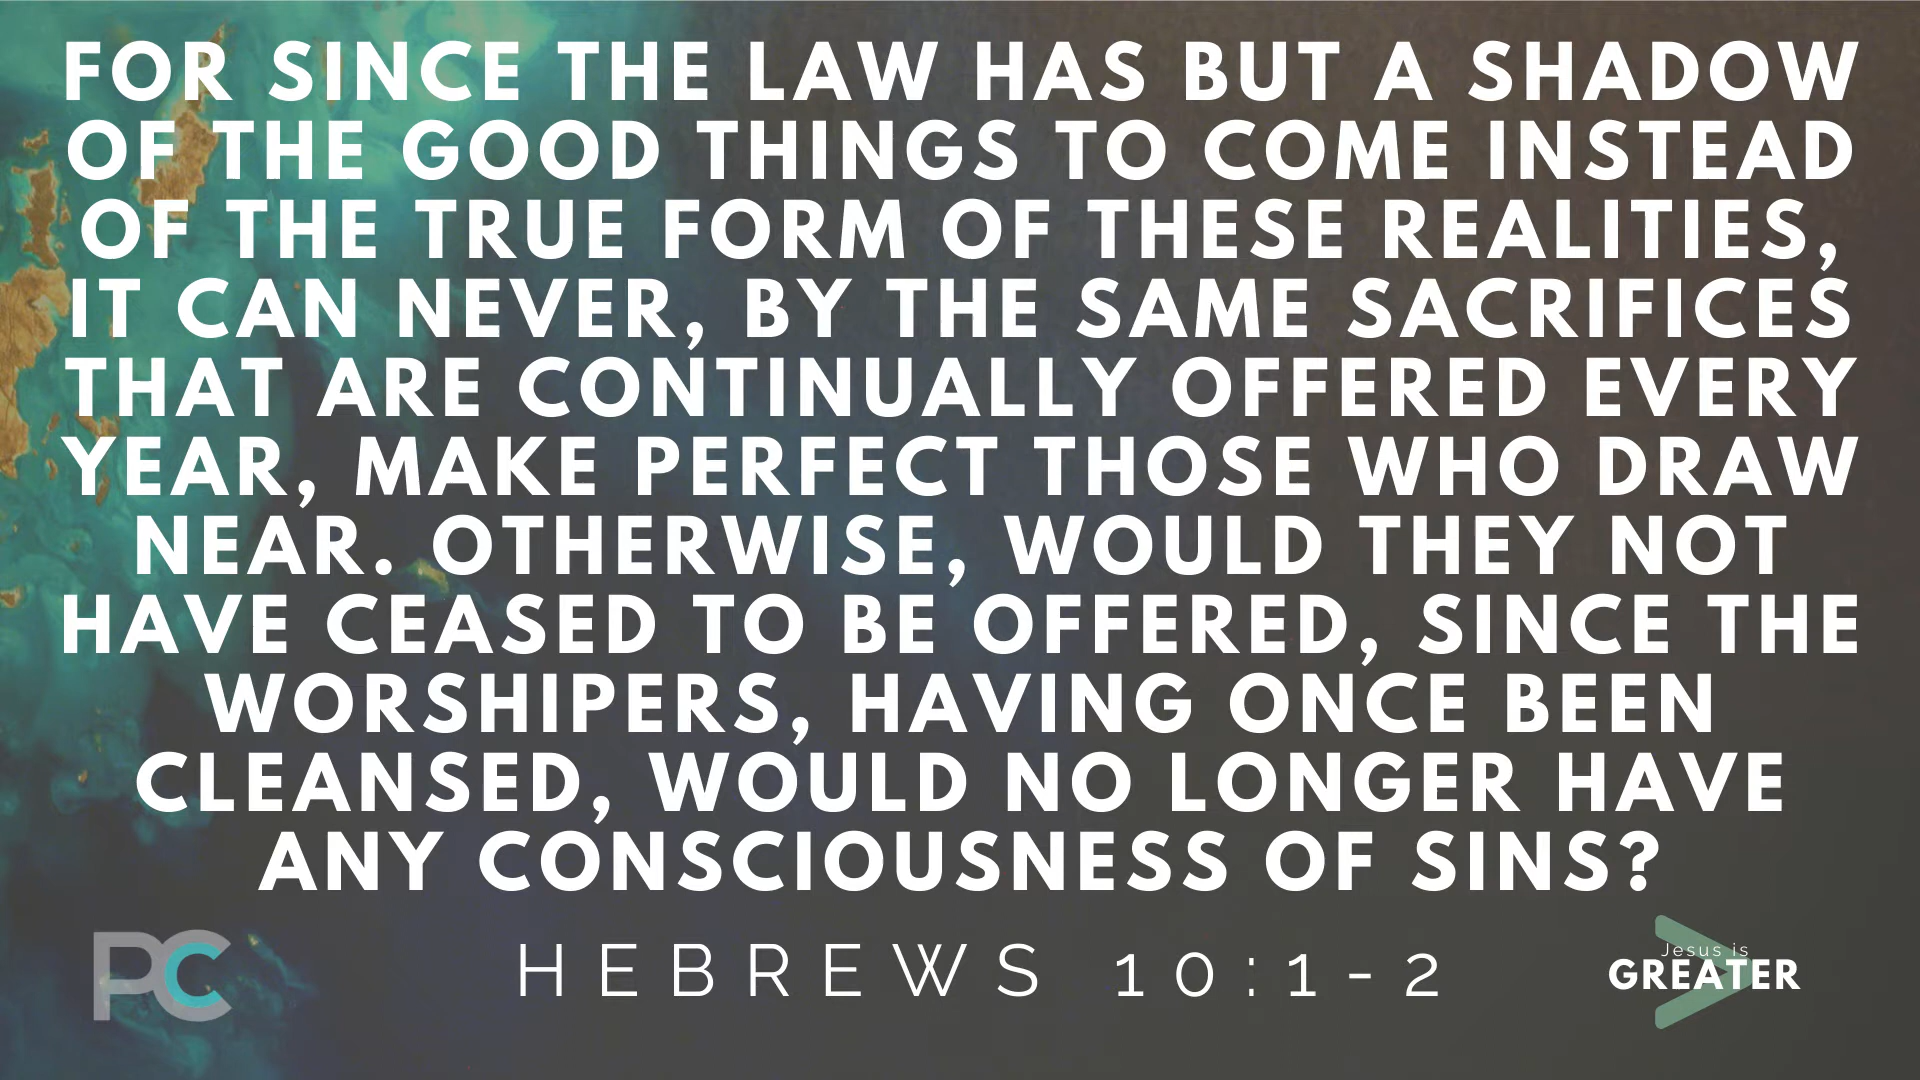 FOR SINCE THE LAW HAS BUT A SHADOW
OF THE GOOD THINGS TO COME INSTEAD
OF THE TRUE FORM OF THESE REALITIES,
IT CAN NEVER, BY THE SAME SACRIFICES
THAT ARE CONTINUALLY OFFERED EVERY
YEAR, MAKE PERFECT THOSE WHO DRAW
NEAR. OTHERWISE, WOULD THEY NOT
HAVE CEASED TO BE OFFERED, SINCE THE
WORSHIPERS, HAVING ONCE BEEN
CLEANSED, WOULD NO LONGER HAVE
ANY CONSCIOUSNESS OF SINS?
PC
HEBREWS 10:1-2
Jesus is
GREATER